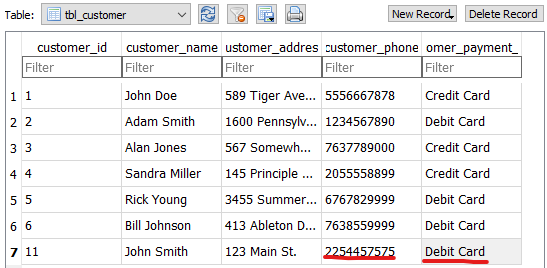 Table: tbl_customer New Record Delete Record
customer_id customer_name ustomer_addres customer_phone omer_payment_
Filter Filter Filter Filter Filter
1 1 John Doe 589 Tiger Ave... 5556667878 Credit Card
2 2 Adam Smith 1600 Pennsylv... 1234567890 Debit Card
3 3 Alan Jones 567 Somewh... 7637789000 Credit Card
4 4 Sandra Miller 145 Principle ... 2055558899 Credit Card
5 5 Rick Young 3455 Summer... 6767829999 Debit Card
6 6 Bill Johnson 413 Ableton D... 7638559999 Debit Card
7 11 John Smith 123 Main St. 2254457575 Debit Card